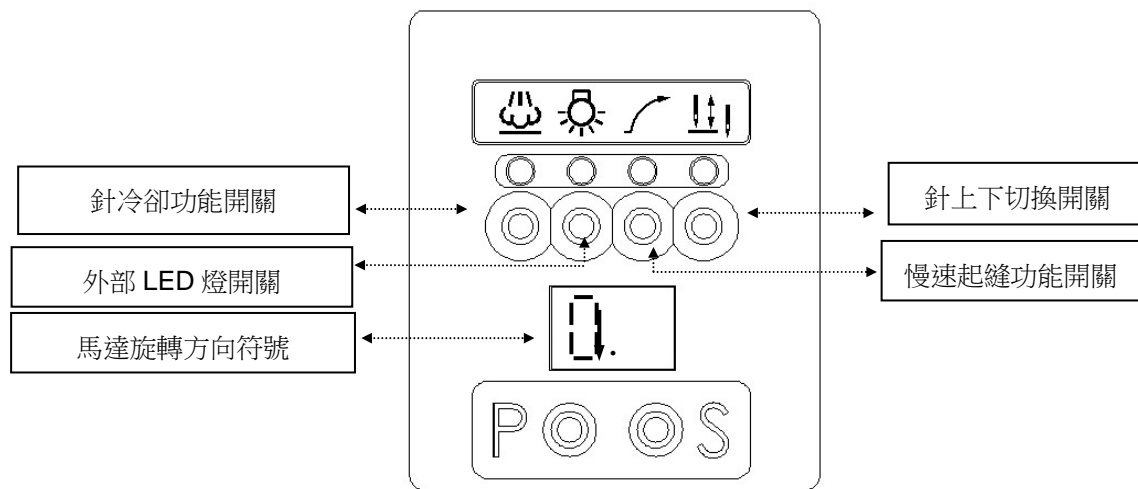 針冷卻功能開關
針上下切換開關
外部 LED 燈開關
慢速起縫功能開關
馬達旋轉方向符號
0.
P S